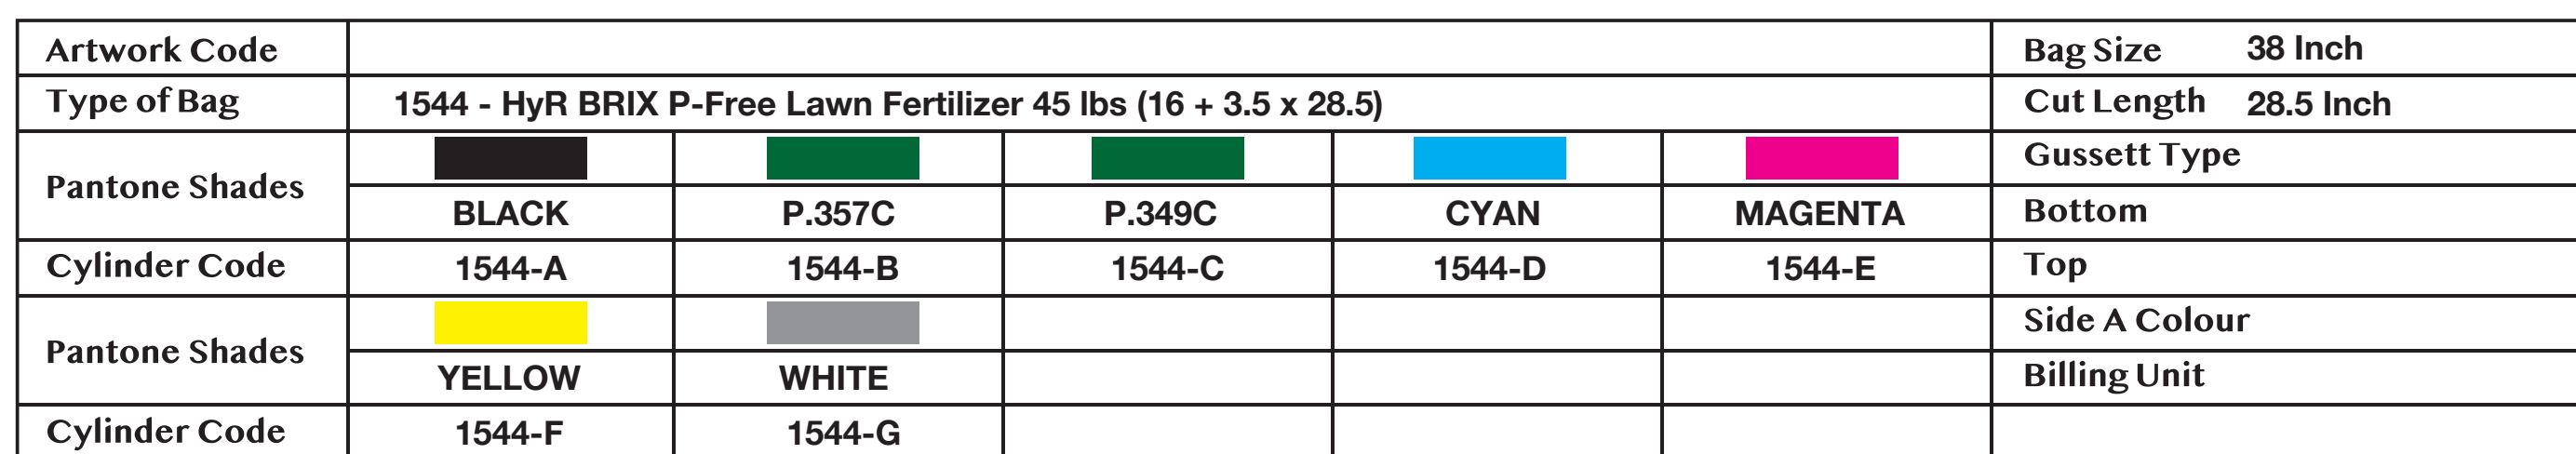 Artwork Code Bag Size 38 Inch
Type of Bag 1544 - HyR BRIX P-Free Lawn Fertilizer 45 lbs (16 + 3.5 x 28.5) Cut Length 28.5 Inch
Gussett Type
Pantone Shades BLACK P.357C P.349C CYAN MAGENTA Bottom
Cylinder Code 1544-A 1544-B 1544-C 1544-D 1544-E Top
Side A Colour
Pantone Shades YELLOW WHITE Billing Unit
Cylinder Code 1544-F 1544-G